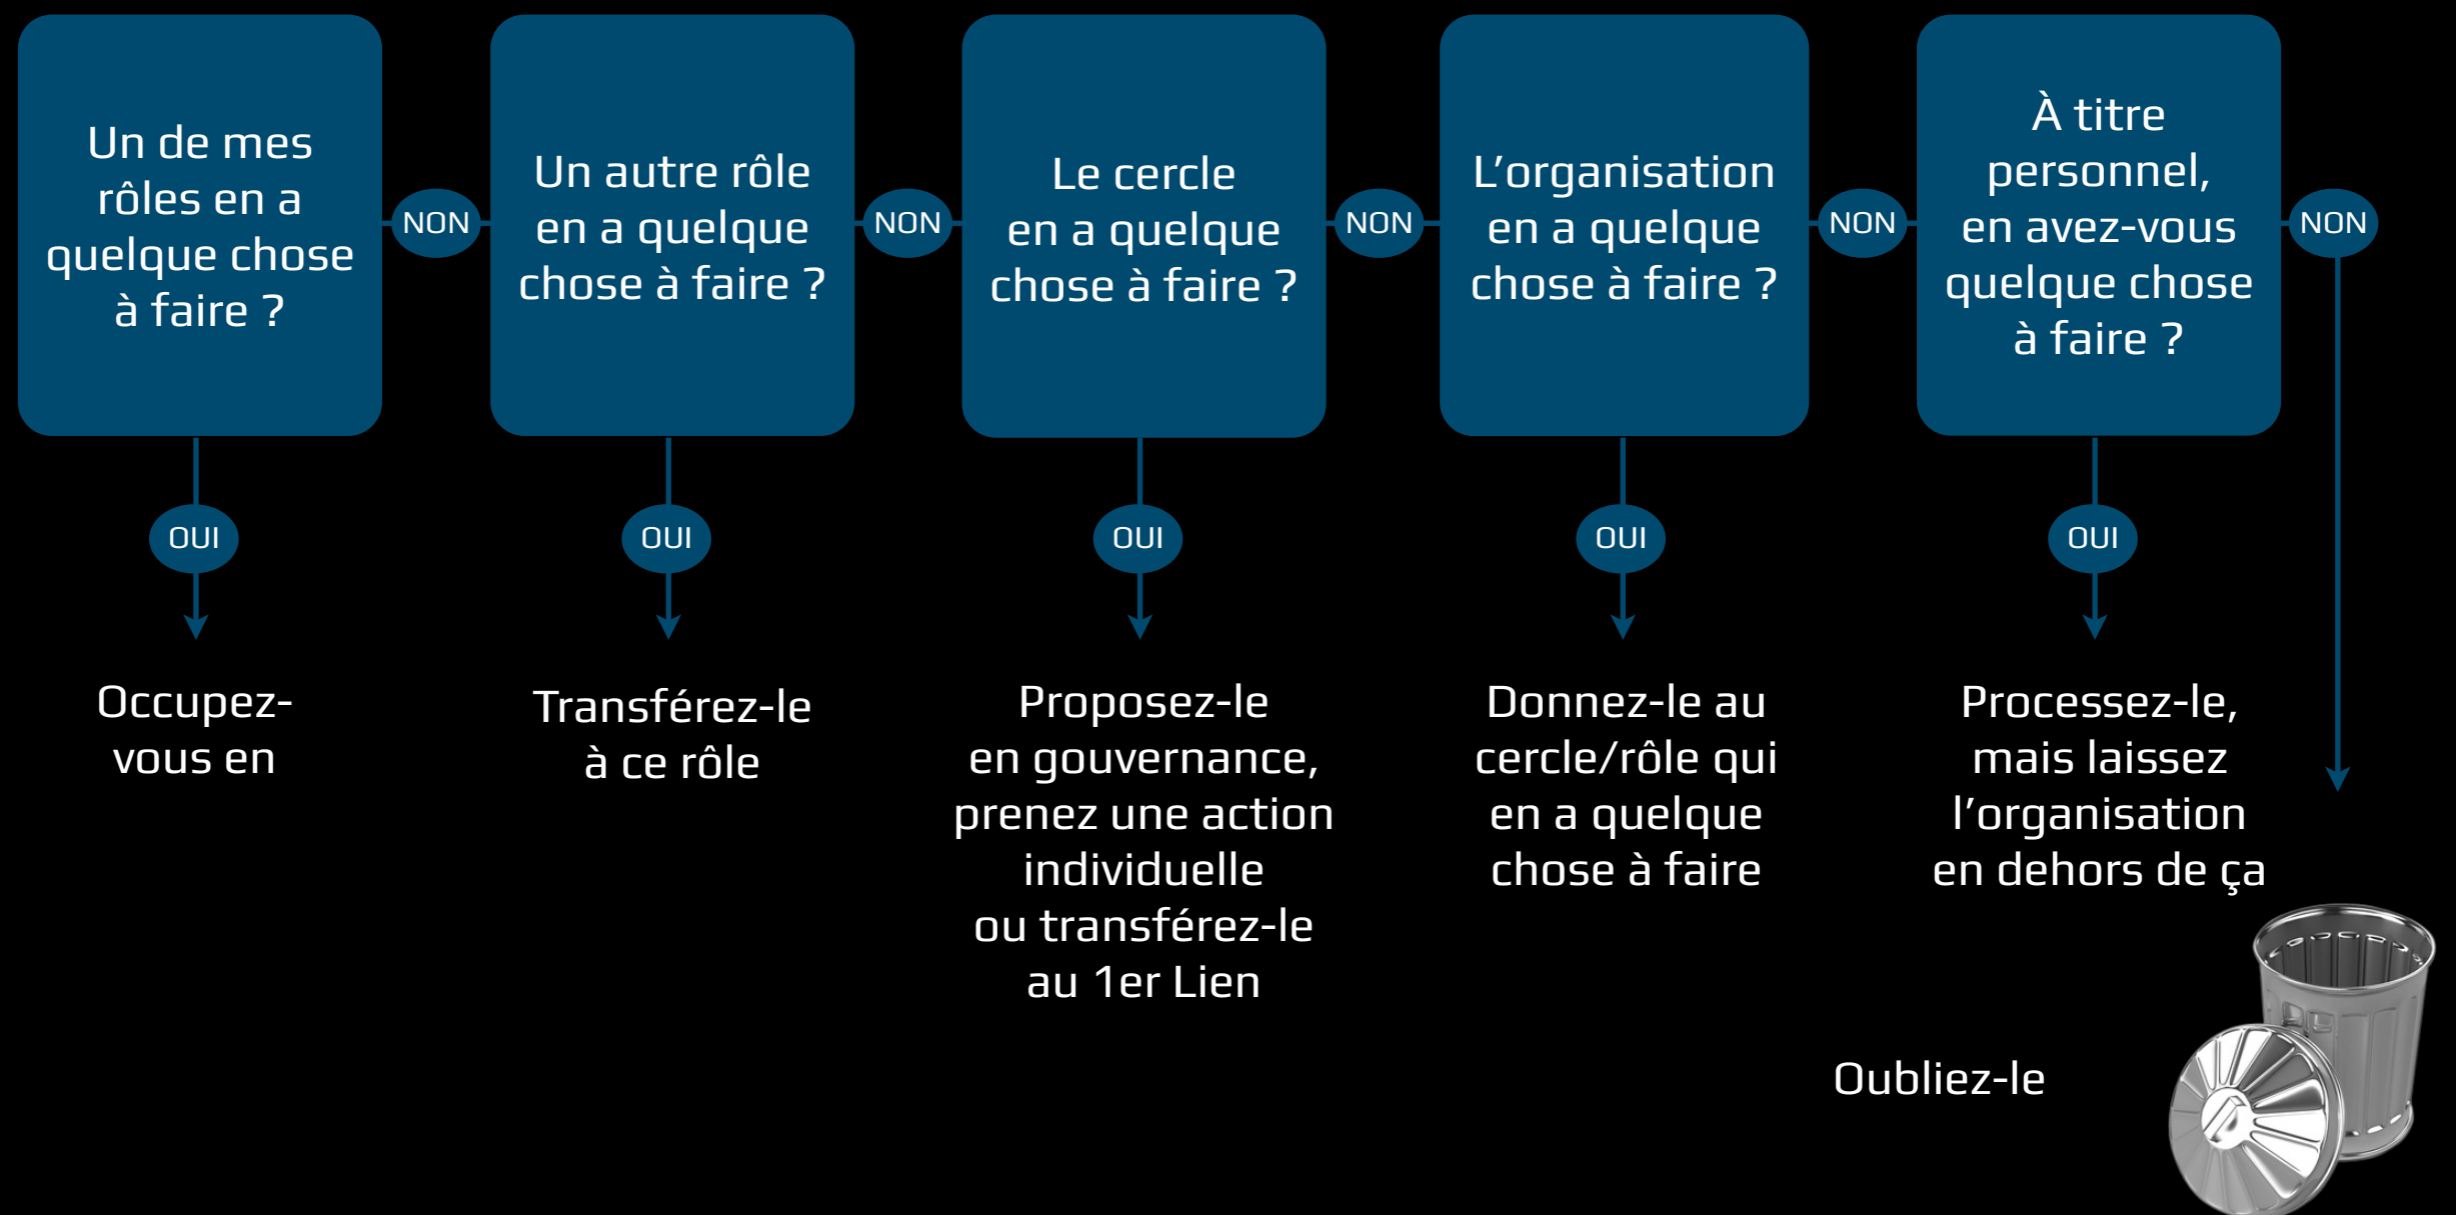 Un de mes
rôles en a
quelque chose
à faire ?
NON
Un autre rôle
en a quelque
chose à faire ?
NON
Le cercle
en a quelque
chose à faire ?
NON
L’organisation
en a quelque
chose à faire ?
NON
À titre
personnel,
en avez-vous
quelque chose
à faire ?
NON
OUI
OUI
OUI
OUI
OUI
Occupez-
vous en
Transférez-le
à ce rôle
Proposez-le
en gouvernance,
prenez une action
individuelle
ou transférez-le
au 1er Lien
Donnez-le au
cercle/rôle qui
en a quelque
chose à faire
Processez-le,
mais laissez
l’organisation
en dehors de ça
Oubliez-le